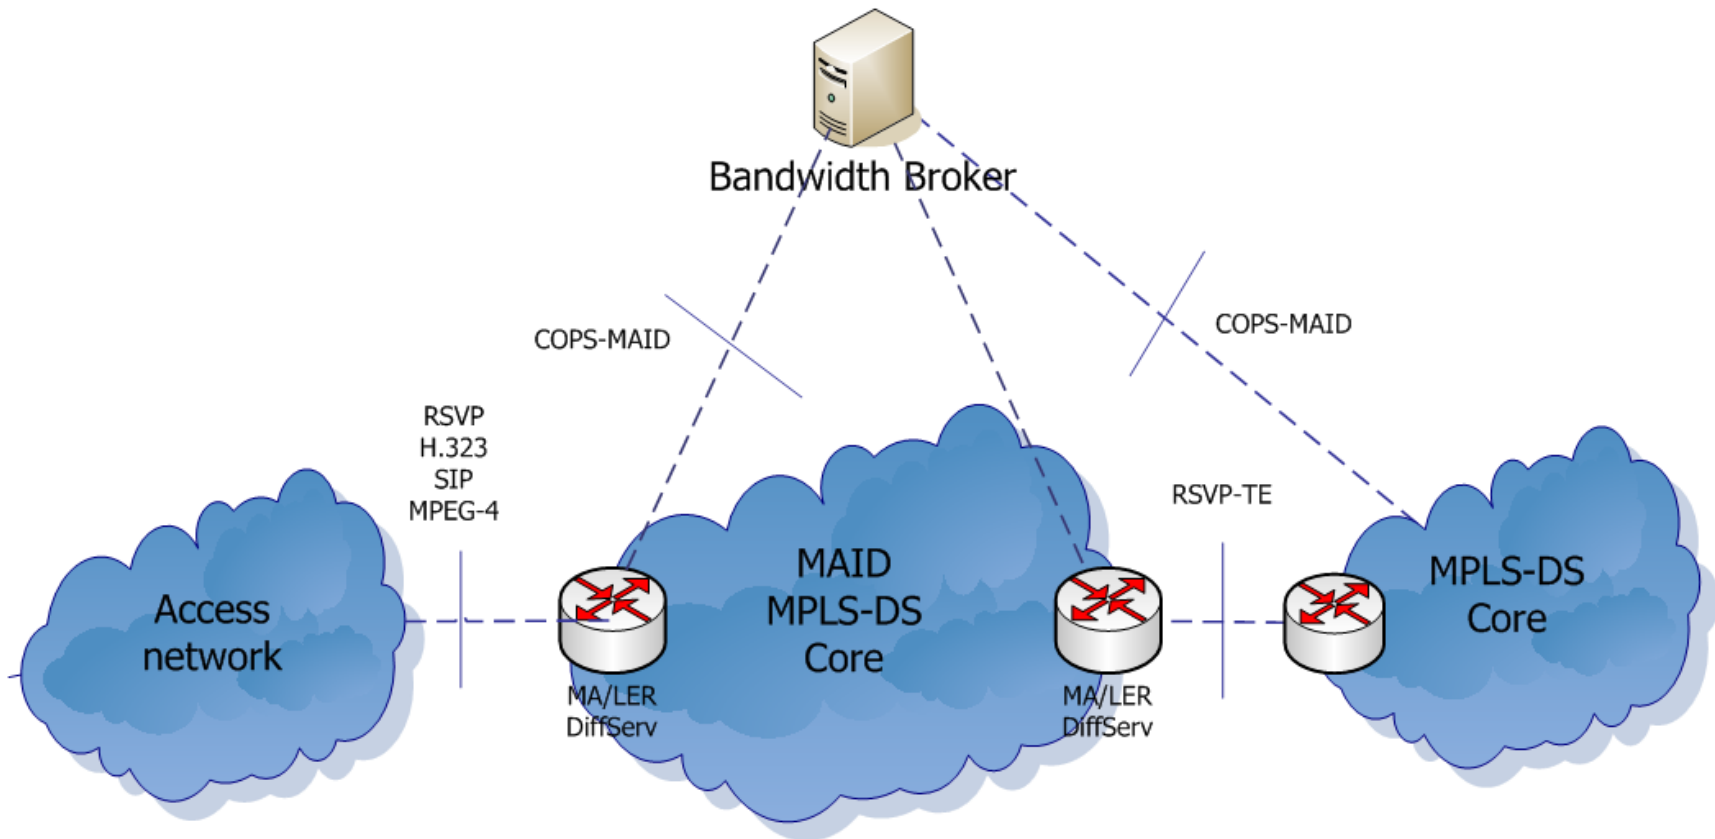 Bandwidth Broker
COPS-MAID
COPS-MAID
RSVP
H.323
SIP
MPEG-4
RSVP-TE
Access
network
MAID
MPLS-DS
Core
MPLS-DS
Core
MA/LER
DiffServ
MA/LER
DiffServ